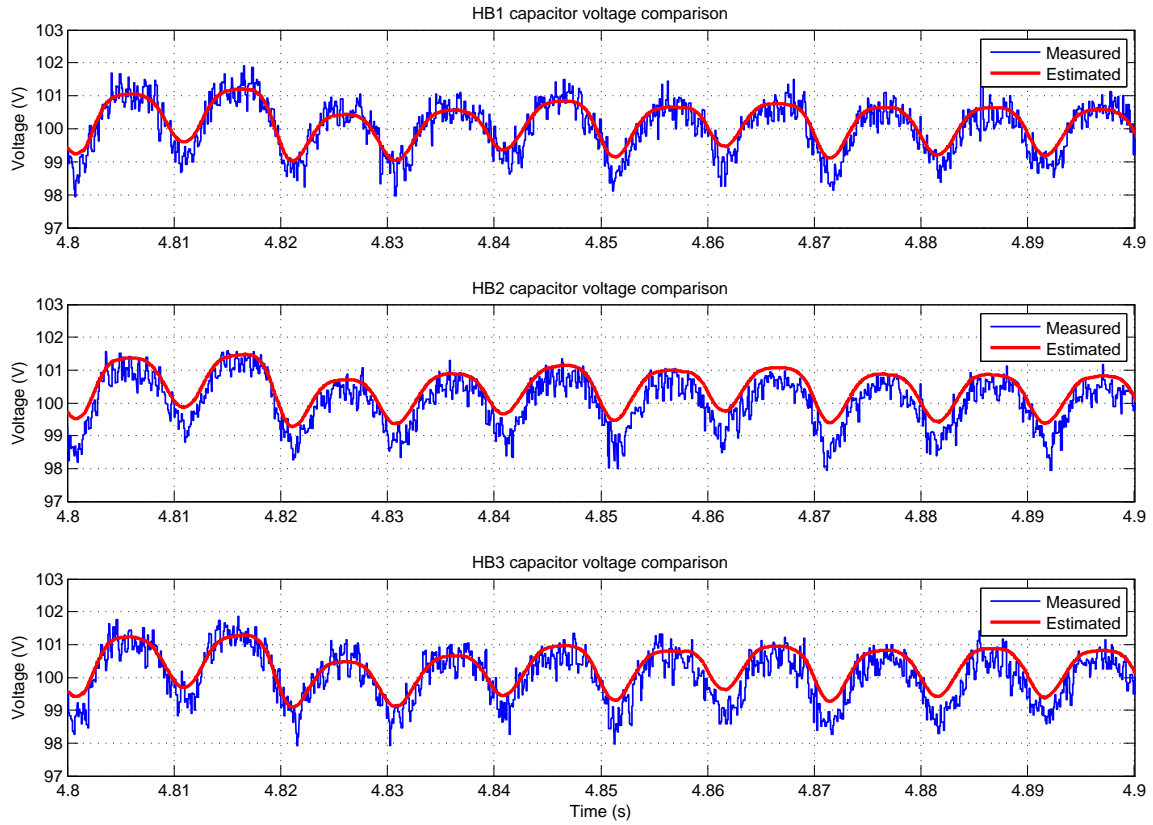 HB1 capacitor voltage comparison
103
102
101
100
99
98
97
Voltage (V)
Measured
Estimated
4.8 4.81 4.82 4.83 4.84 4.85 4.86 4.87 4.88 4.89 4.9
HB2 capacitor voltage comparison
103
102
101
100
99
98
97
Voltage (V)
Measured
Estimated
4.8 4.81 4.82 4.83 4.84 4.85 4.86 4.87 4.88 4.89 4.9
HB3 capacitor voltage comparison
103
102
101
100
99
98
97
Voltage (V)
Measured
Estimated
4.8 4.81 4.82 4.83 4.84 4.85 4.86 4.87 4.88 4.89 4.9
Time (s)